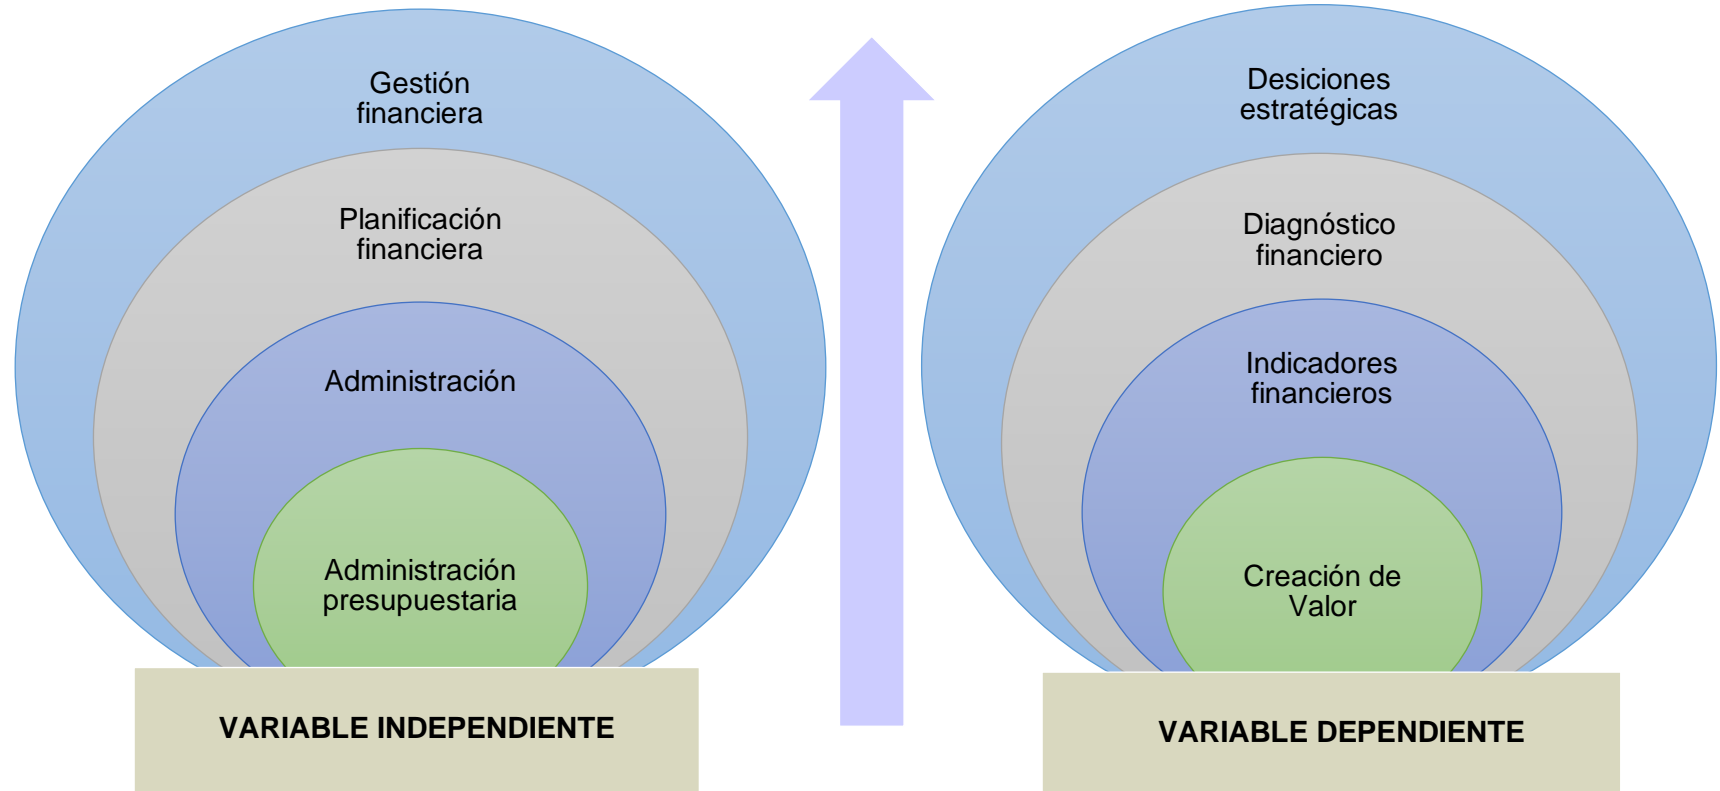 Gestión
financiera
Planificación
financiera
Administración
Administración
presupuestaria
VARIABLE INDEPENDIENTE
Desiciones
estratégicas
Diagnóstico
financiero
Indicadores
financieros
Creación de
Valor
VARIABLE DEPENDIENTE